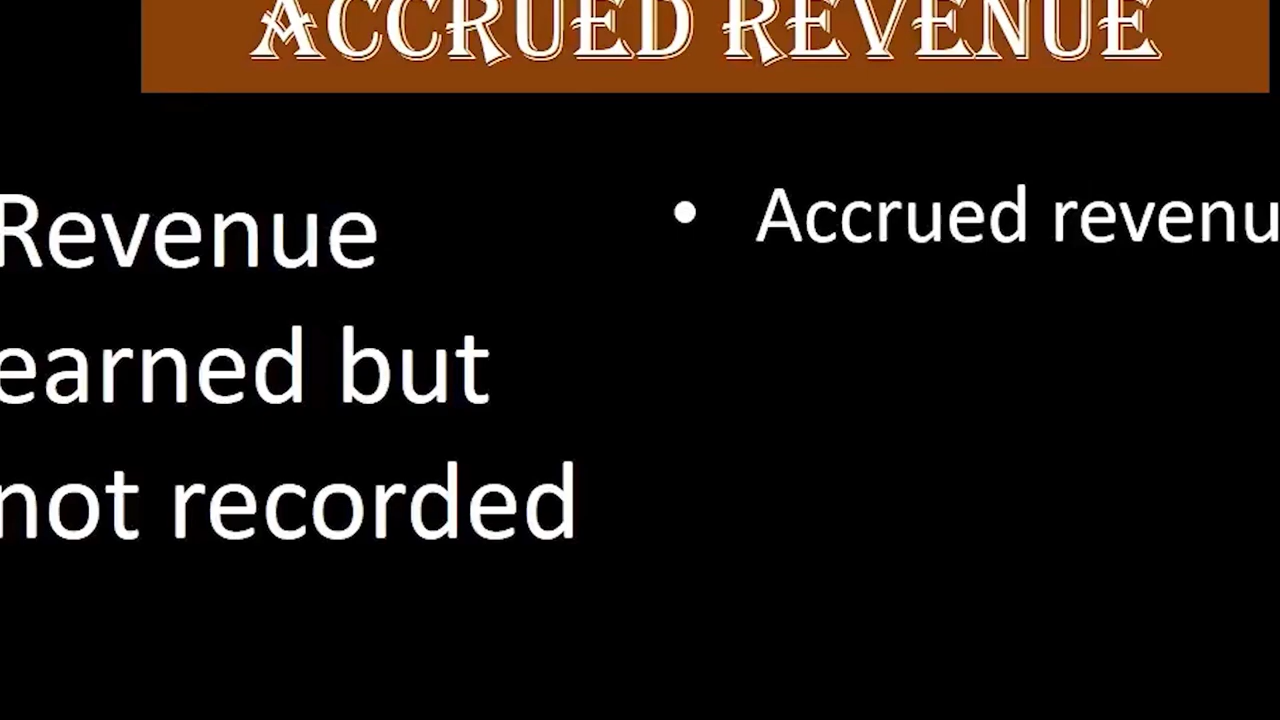 ACCRUED REVENUE
Revenue
earned but
not recorded
• Accrued revenu